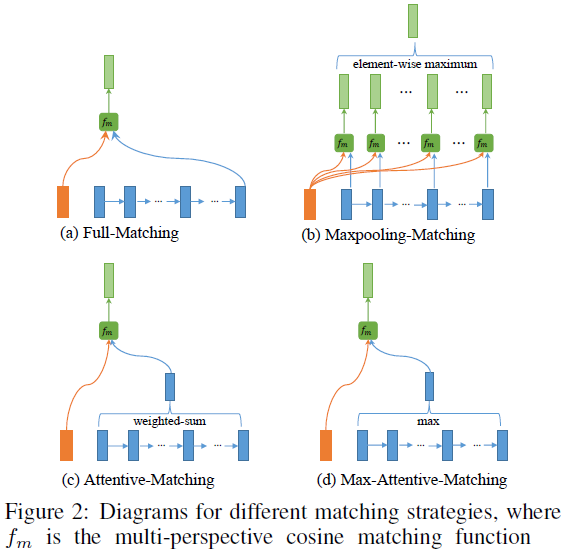 element-wise maximum
... ...
fm
fm fm ... fm ... fm
... ...
... ...
(a) Full-Matching
(b) Maxpooling-Matching
fm
fm
weighted-sum
max
... ...
... ...
(c) Attentive-Matching
(d) Max-Attentive-Matching
Figure 2: Diagrams for different matching strategies, where
fm is the multi-perspective cosine matching function